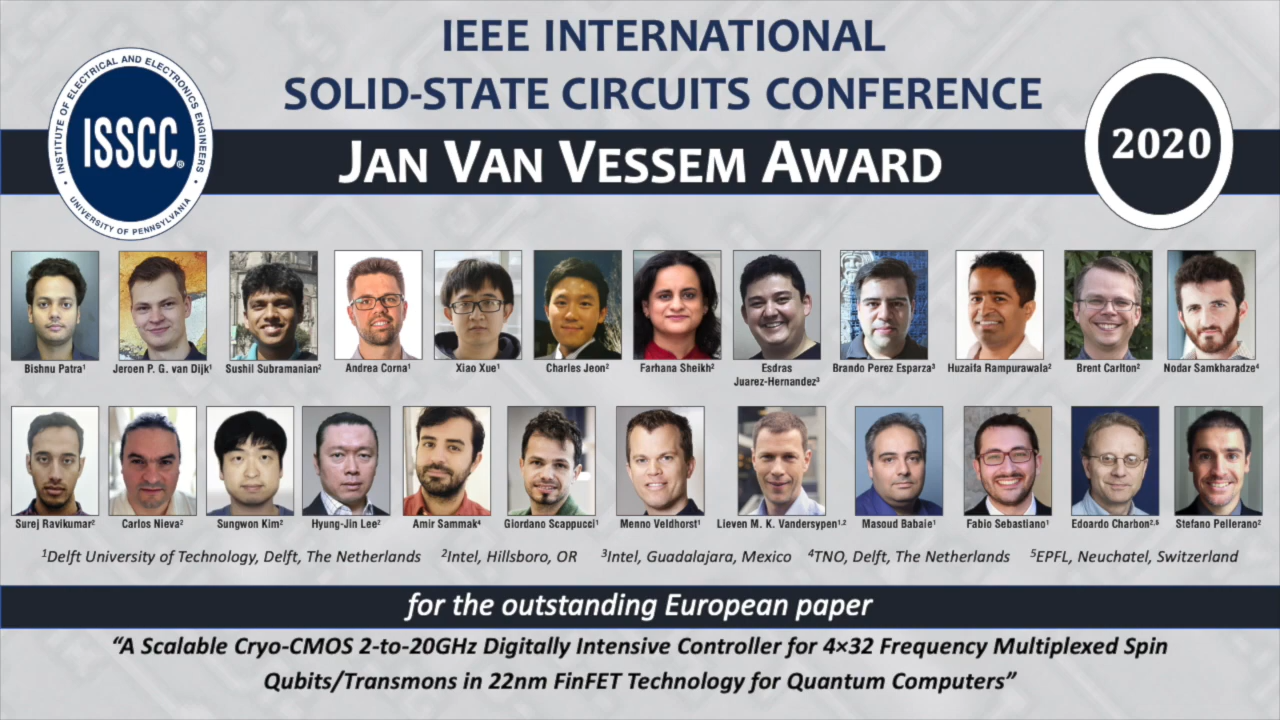 IEEE INTERNATIONAL
SOLID-STATE CIRCUITS CONFERENCE
INSTITUTE OF ELECTRICAL AND ELECTRONICS ENGINEERS
ISSCC®
• UNIVERSITY OF PENNSYLVANIA •
JAN VAN VESSEM AWARD
2020
Bishnu Patra¹ Jeroen P. G. van Dijk¹ Sushil Subramanian² Andrea Corna¹ Xiao Xue¹ Charles Jeon² Farhana Sheikh² Esdras Juarez-Hernandez³ Brando Perez Esparza³ Huzaifa Rampurawala² Brent Carlton² Nodar Samkharadze⁴
Surej Ravikumar² Carlos Nieva² Sungwon Kim² Hyung-Jin Lee² Amir Sammak⁴ Giordano Scappucci¹ Menno Veldhorst¹ Lieven M. K. Vandersypen¹,² Masoud Babaie¹ Fabio Sebastiano¹ Edoardo Charbon²,⁵ Stefano Pellerano²
¹Delft University of Technology, Delft, The Netherlands ²Intel, Hillsboro, OR ³Intel, Guadalajara, Mexico ⁴TNO, Delft, The Netherlands ⁵EPFL, Neuchatel, Switzerland
for the outstanding European paper
“A Scalable Cryo-CMOS 2-to-20GHz Digitally Intensive Controller for 4×32 Frequency Multiplexed Spin
Qubits/Transmons in 22nm FinFET Technology for Quantum Computers”